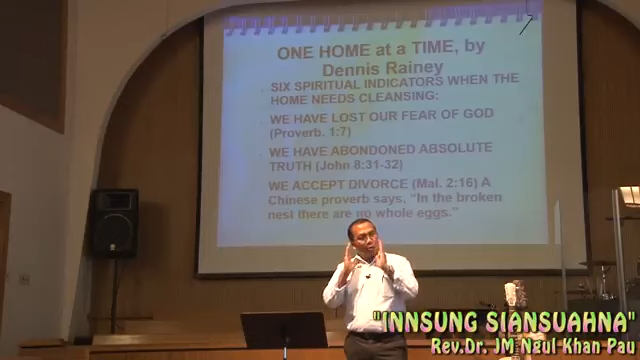 ONE HOME at a TIME, by
Dennis Rainey
SIX SPIRITUAL INDICATORS WHEN THE
HOME NEEDS CLEANSING:
WE HAVE LOST OUR FEAR OF GOD
(Proverb. 1:7)
WE HAVE ABONDONED ABSOLUTE
TRUTH (John 8:31-32)
WE ACCEPT DIVORCE (Mal. 2:16) A
Chinese proverb says, "In the broken
nest there are no whole eggs."
"INNSUNG SIANSUAHNA"
Rev.Dr. JM Ngul Khan Pau